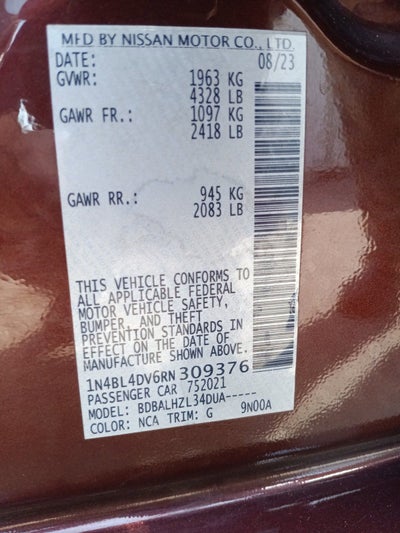 MFD BY NISSAN MOTOR CO., LTD.
DATE: 08/23
GVWR: 1963 KG
4328 LB
GAWR FR.: 1097 KG
2418 LB
GAWR RR.: 945 KG
2083 LB
THIS VEHICLE CONFORMS TO
ALL APPLICABLE FEDERAL
MOTOR VEHICLE SAFETY,
BUMPER, AND THEFT
PREVENTION STANDARDS IN
EFFECT ON THE DATE OF
MANUFACTURE SHOWN ABOVE.
1N4BL4DV6RN309376
PASSENGER CAR 752021
MODEL: BDBALHZL34DUA-----
COLOR: NCA TRIM: G 9N00A